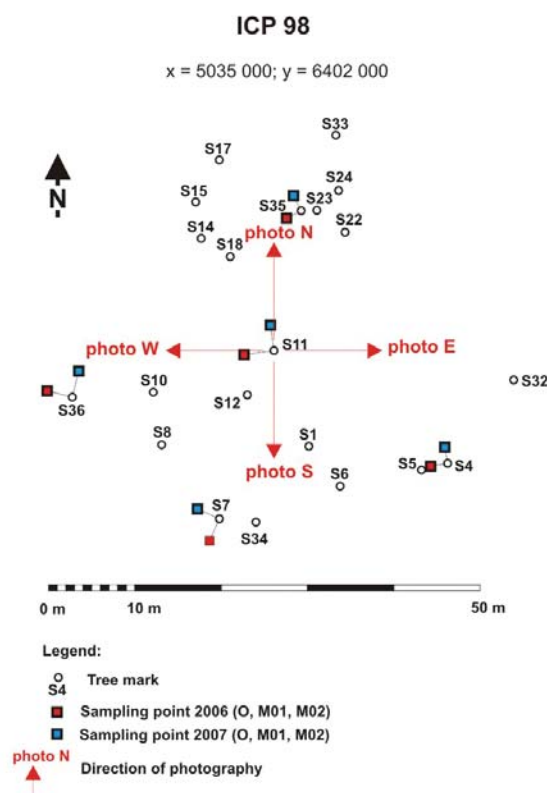 ICP 98
x = 5035 000; y = 6402 000
S33
S17
N
S24
S15
S35 S23
S14
S22
photo N
S18
S11
photo W
photo E
S10
S32
S36
S12
S8
S1
S5 S4
photo S
S6
S7
S34
0 m 10 m 50 m
Legend:
S4 Tree mark
Sampling point 2006 (O, M01, M02)
Sampling point 2007 (O, M01, M02)
photo N
Direction of photography